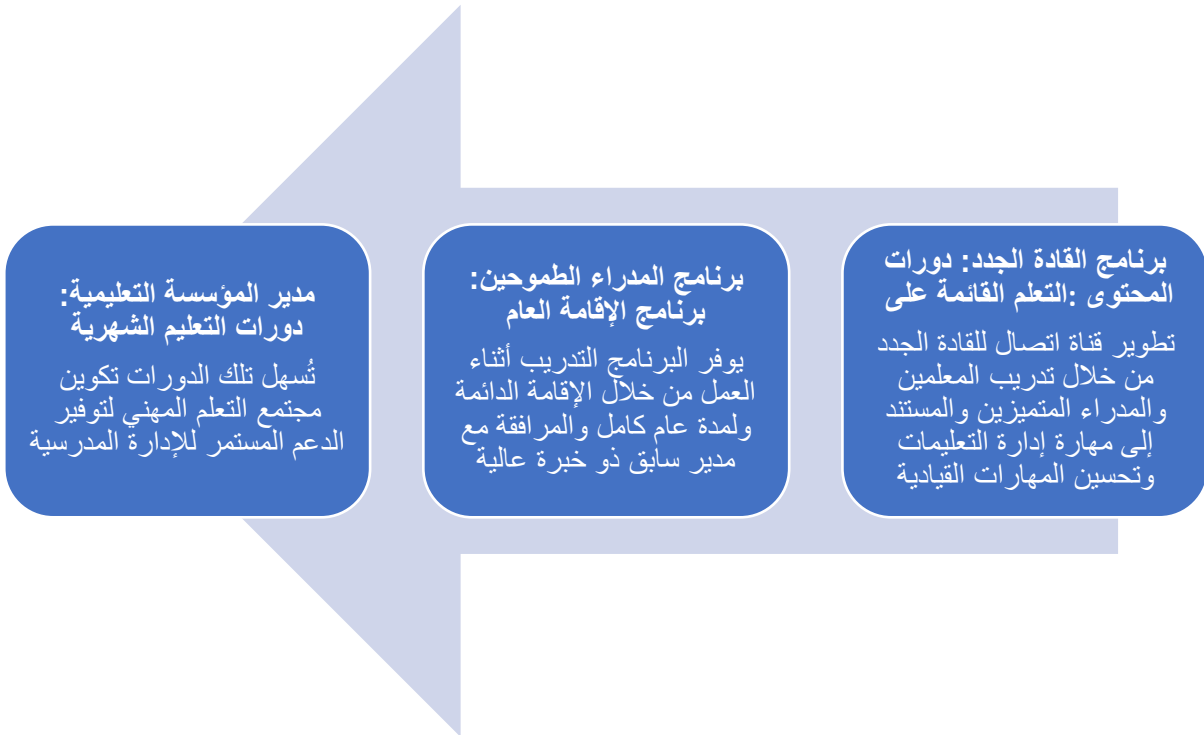 برنامج القادة الجدد: دورات
المحتوى :التعلم القائمة على
تطوير قناة اتصال للقادة الجدد
من خلال تدريب المعلمين
والمدراء المتميزين والمستند
إلى مهارة إدارة التعليمات
وتحسين المهارات القيادية
برنامج المدراء الطموحين:
برنامج الإقامة العام
يوفر البرنامج التدريب أثناء
العمل من خلال الإقامة الدائمة
ولمدة عام كامل والمرافقة مع
مدير سابق ذو خبرة عالية
مدير المؤسسة التعليمية:
دورات التعليم الشهرية
تُسهل تلك الدورات تكوين
مجتمع التعلم المهني لتوفير
الدعم المستمر للإدارة المدرسية